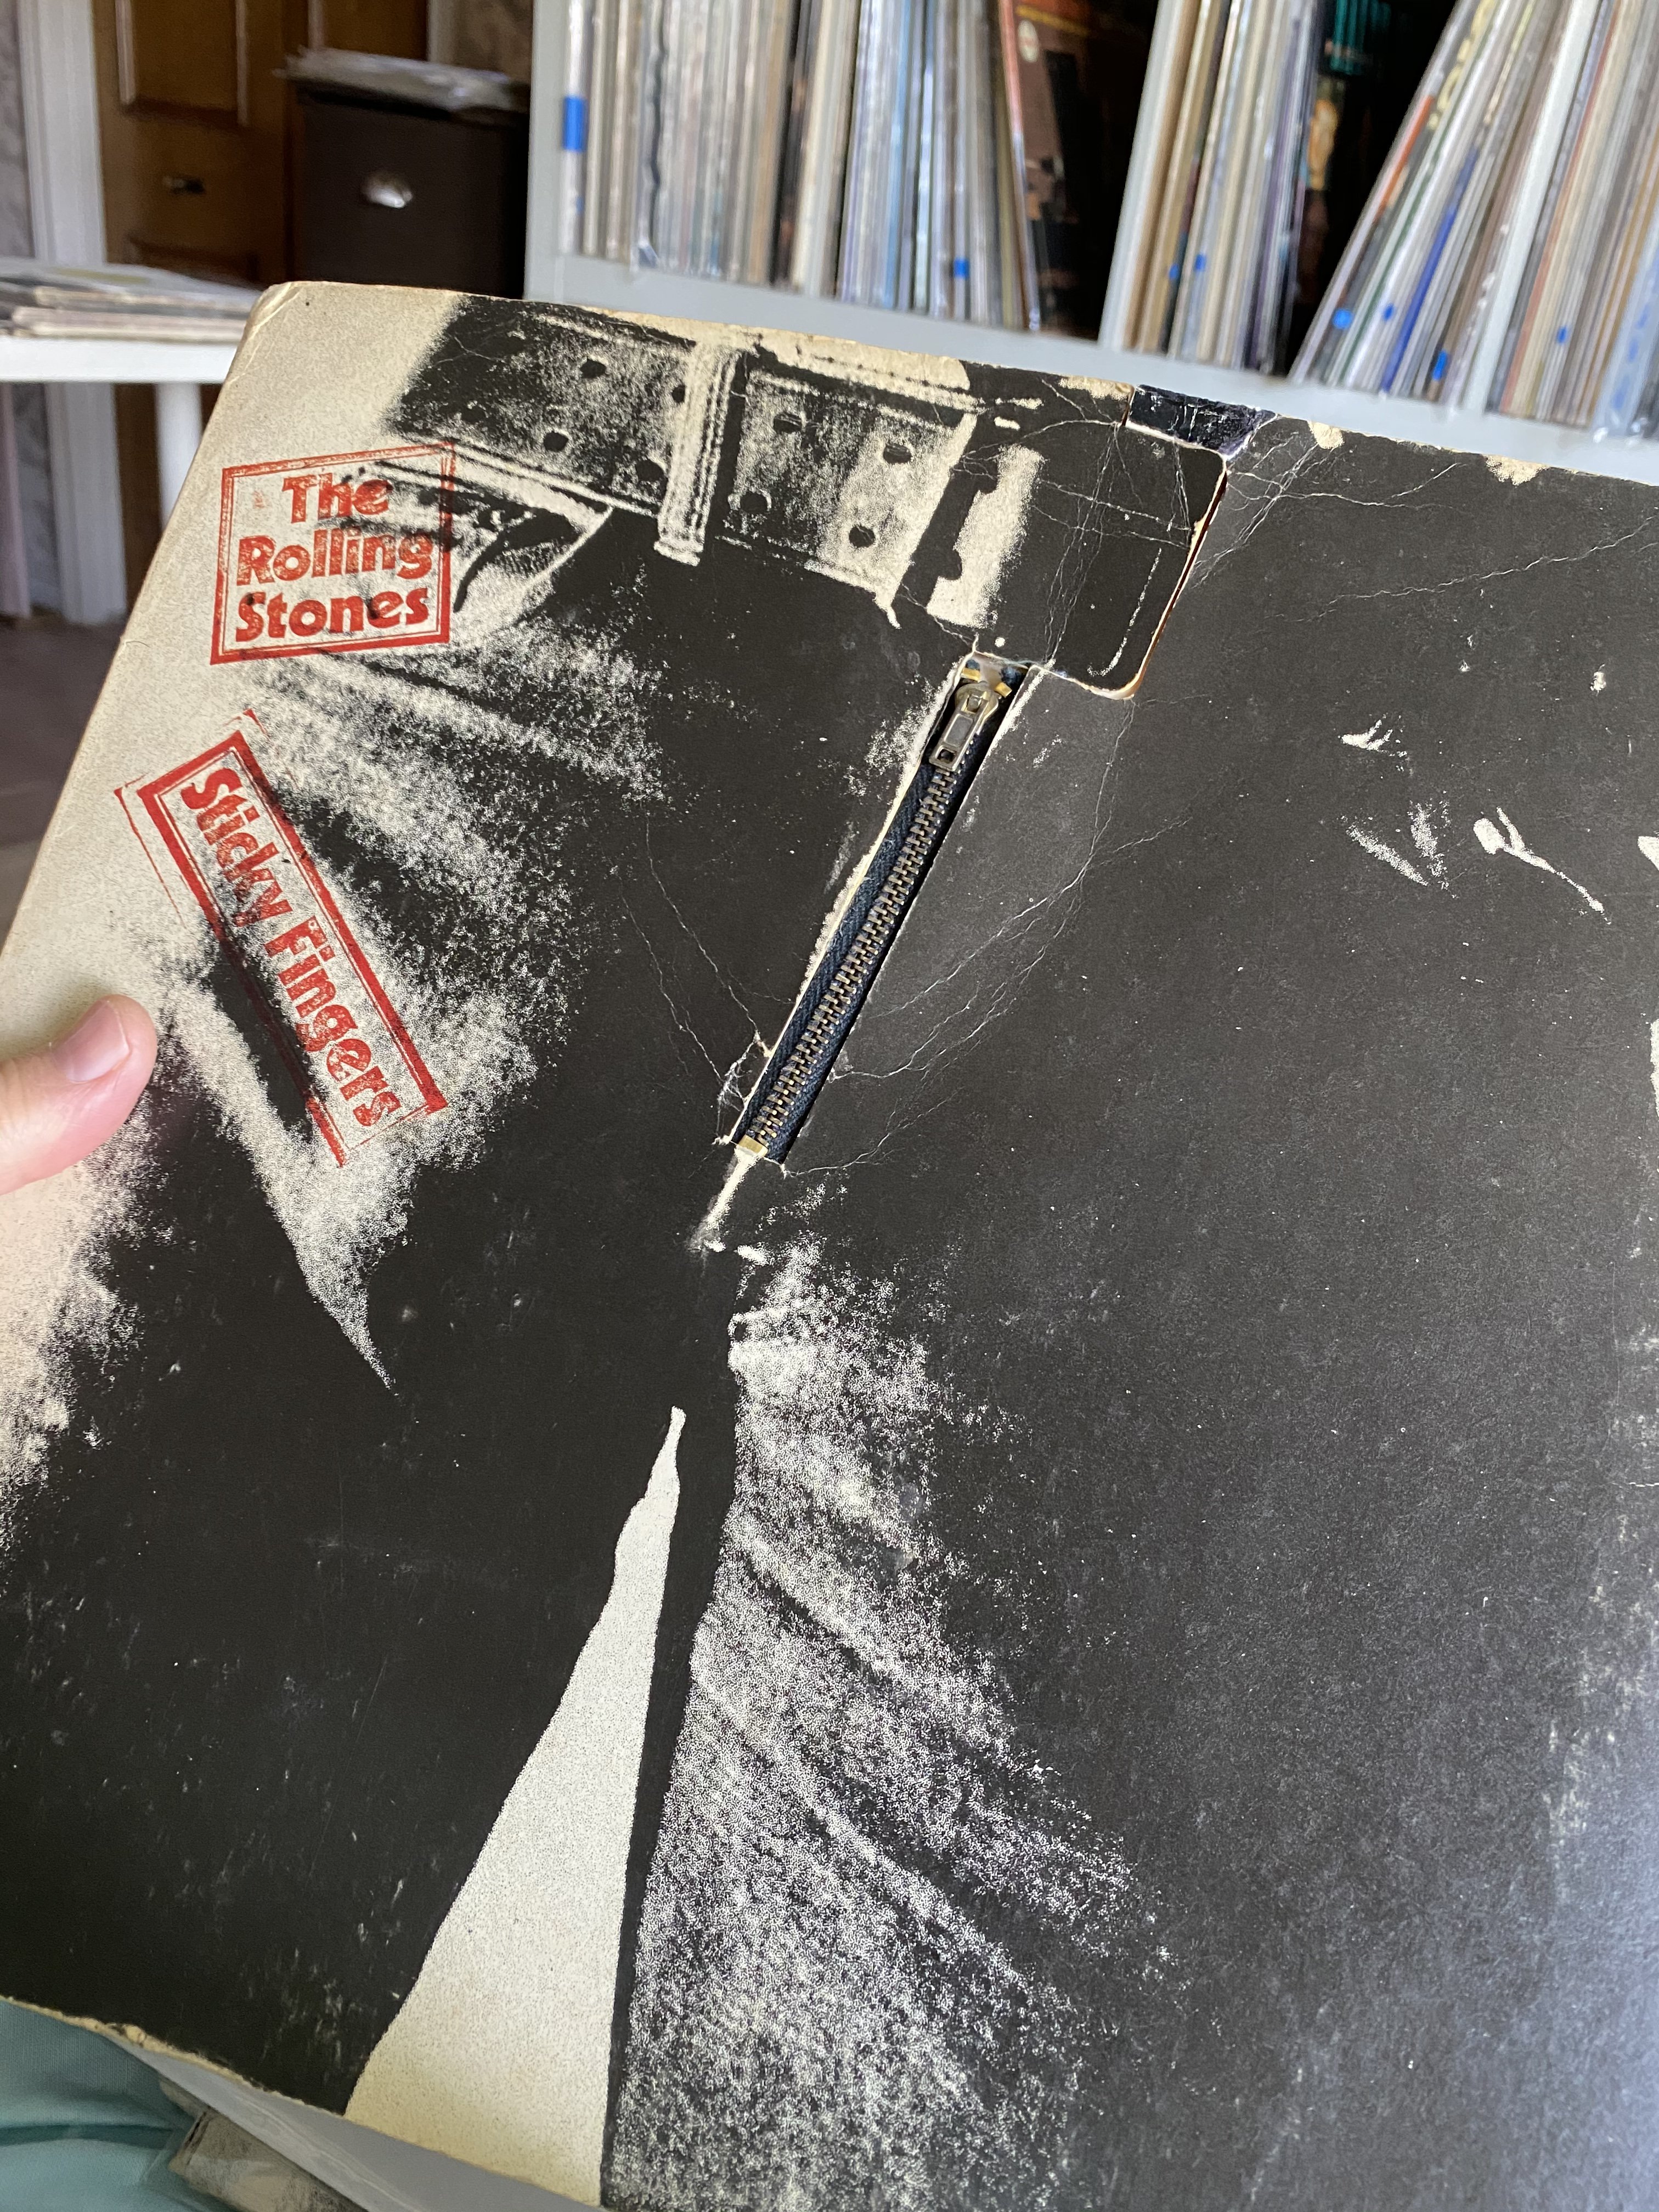 The
Rolling
Stones
Sticky Fingers